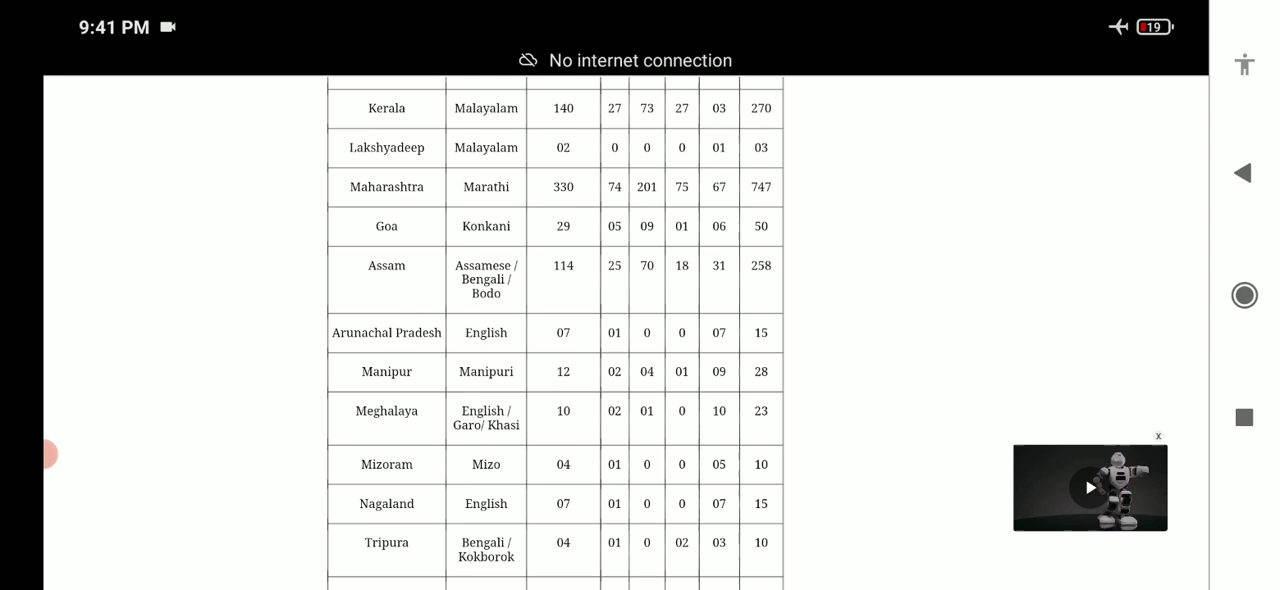 9:41 PM
19
No internet connection
Kerala Malayalam 140 27 73 27 03 270
Lakshyadeep Malayalam 02 0 0 0 01 03
Maharashtra Marathi 330 74 201 75 67 747
Goa Konkani 29 05 09 01 06 50
Assam Assamese / 114 25 70 18 31 258
Bengali /
Bodo
Arunachal Pradesh English 07 01 0 0 07 15
Manipur Manipuri 12 02 04 01 09 28
Meghalaya English / 10 02 01 0 10 23
Garo/ Khasi
Mizoram Mizo 04 01 0 0 05 10
Nagaland English 07 01 0 0 07 15
Tripura Bengali / 04 01 0 02 03 10
Kokborok
x